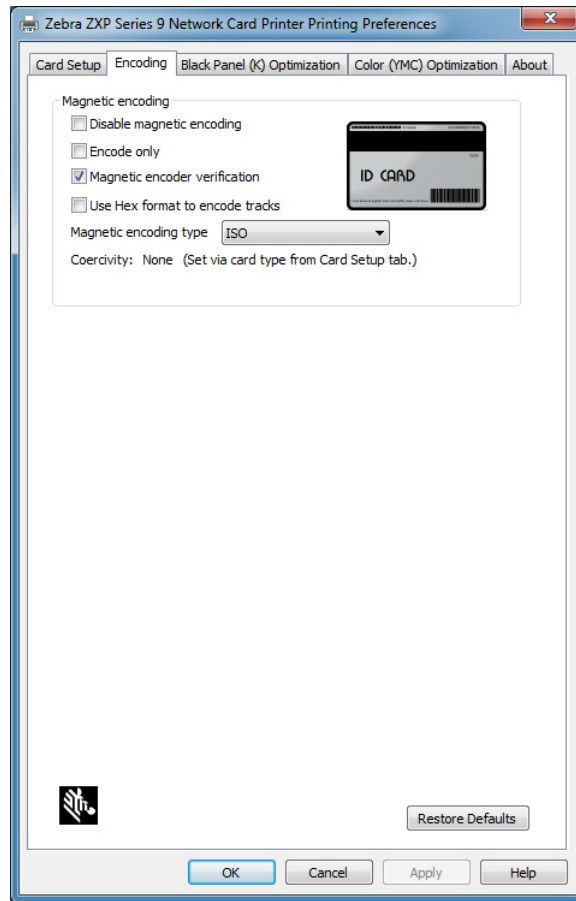 Zebra ZXP Series 9 Network Card Printer Printing Preferences
Card Setup Encoding Black Panel (K) Optimization Color (YMC) Optimization About
Magnetic encoding
Disable magnetic encoding
Encode only
Magnetic encoder verification
ID CARD
Use Hex format to encode tracks
Magnetic encoding type ISO
Coercivity: None (Set via card type from Card Setup tab.)
Restore Defaults
OK Cancel Apply Help